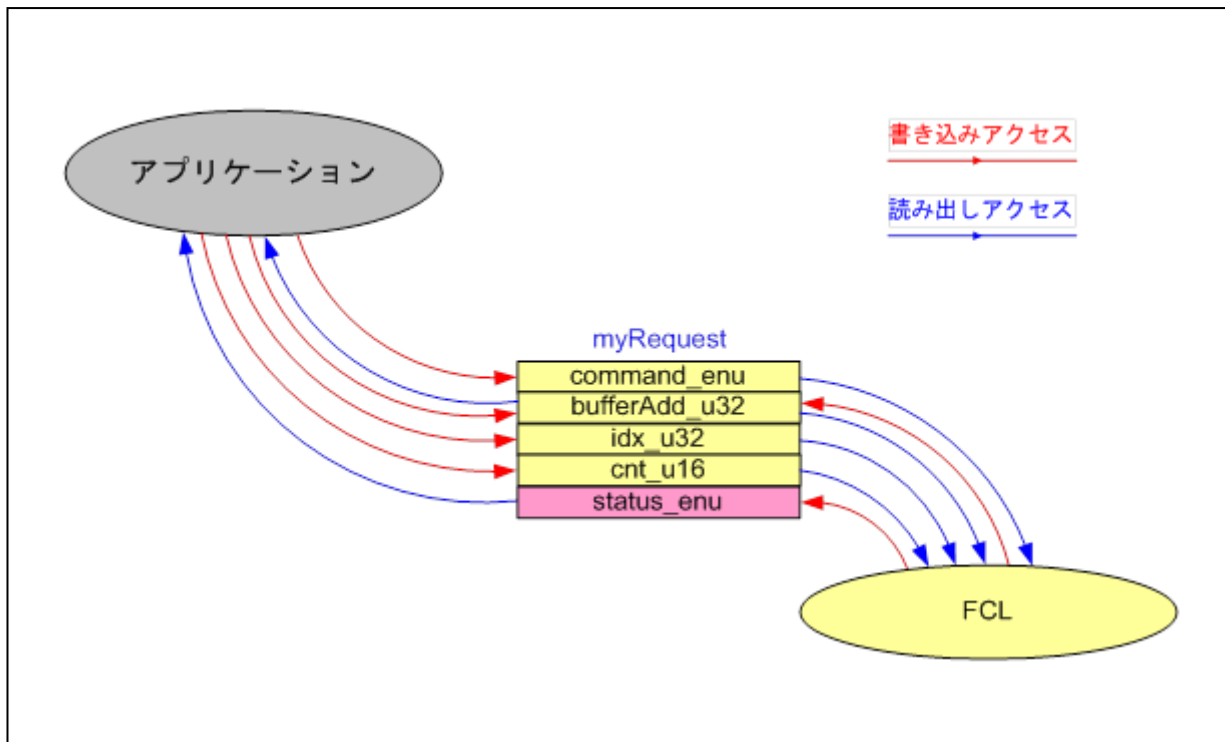 アプリケーション
書き込みアクセス
読み出しアクセス
myRequest
command_enu
bufferAdd_u32
idx_u32
cnt_u16
status_enu
FCL